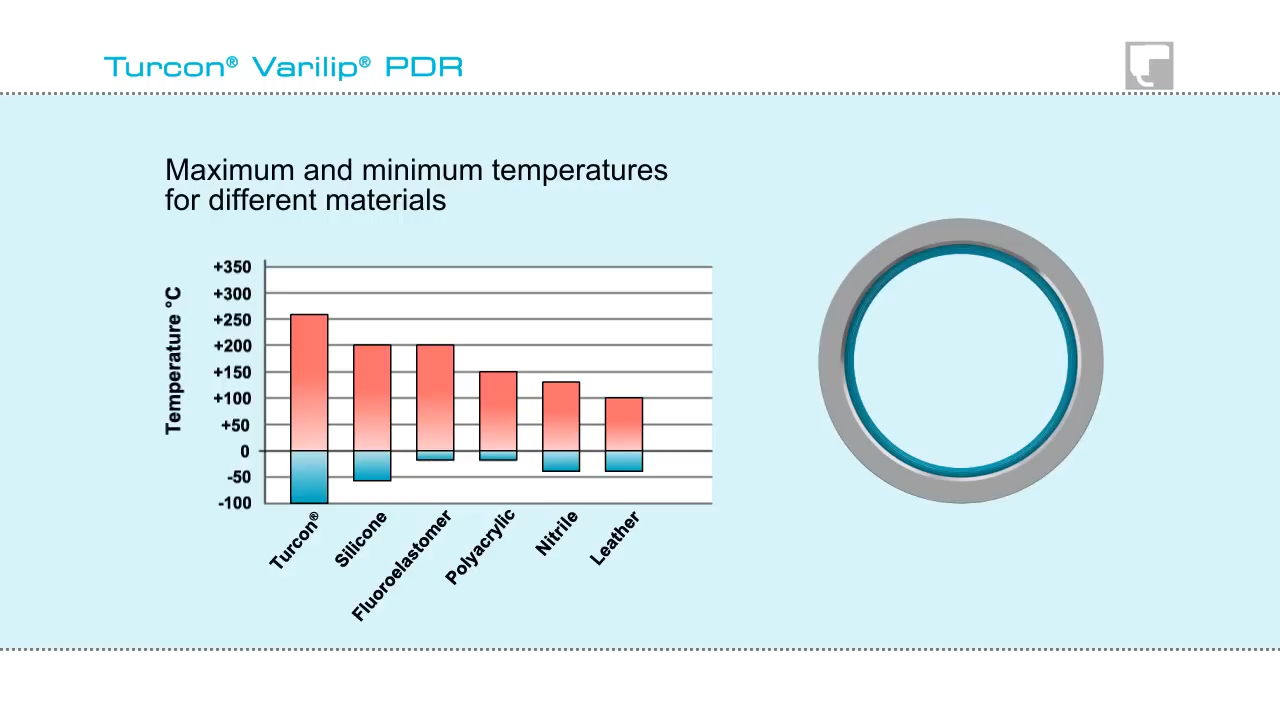 Turcon® Varilip® PDR
Maximum and minimum temperatures
for different materials
Temperature °C
+350
+300
+250
+200
+150
+100
+50
0
-50
-100
Turcon®
Silicone
Fluoroelastomer
Polyacrylic
Nitrile
Leather